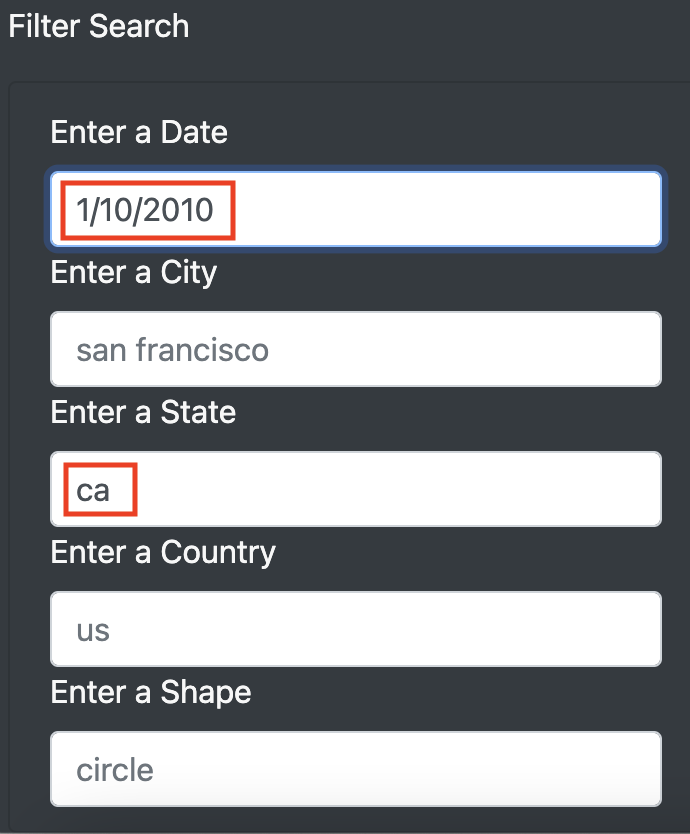 Filter Search
Enter a Date
1/10/2010
Enter a City
san francisco
Enter a State
ca
Enter a Country
us
Enter a Shape
circle